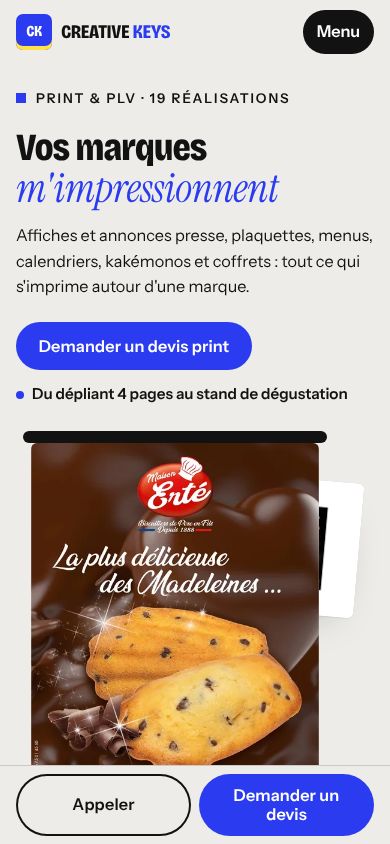 CK CREATIVE KEYS
Menu
PRINT & PLV · 19 RÉALISATIONS
Vos marques
m'impressionnent
Affiches et annonces presse, plaquettes, menus,
calendriers, kakémonos et coffrets : tout ce qui
s'imprime autour d'une marque.
Demander un devis print
Du dépliant 4 pages au stand de dégustation
Maison
Erté
Biscuitiers de Père en Fils
Depuis 1888
La plus délicieuse
des Madeleines ...
Appeler
Demander un
devis